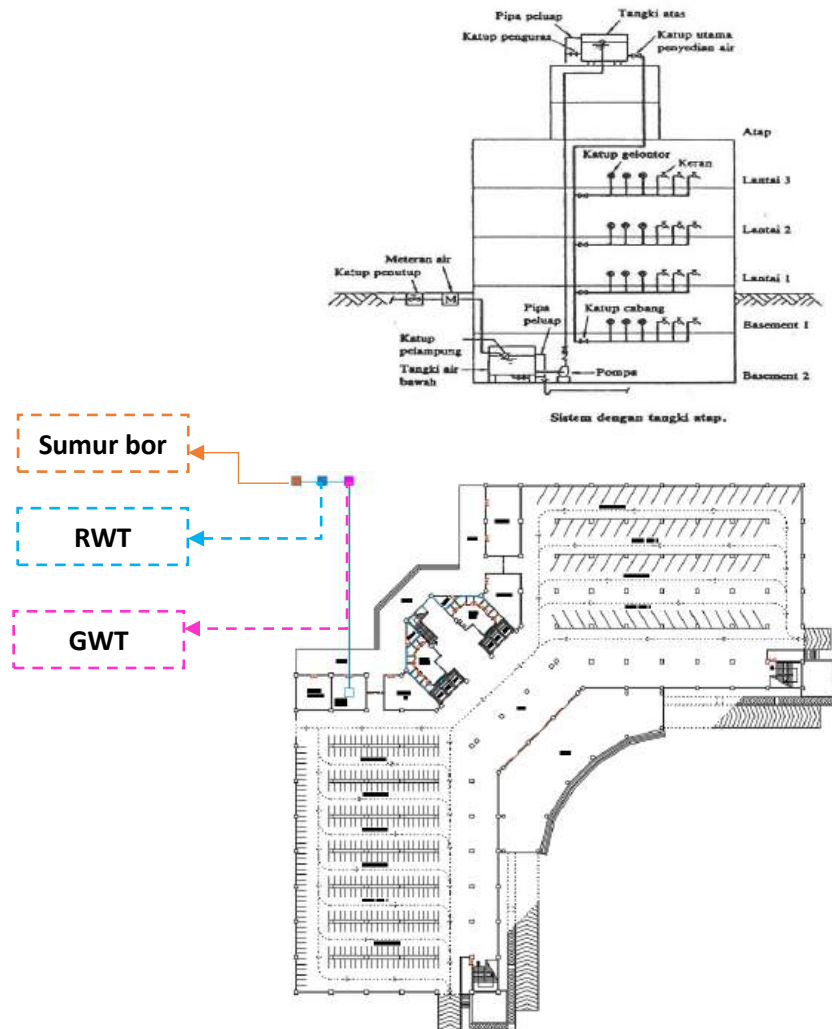 Pipa peluap
Tangki atas
Katup penguras
Katup utama
penyedian air
Atap
Katup gelontor
Keran
Lantai 3
Lantai 2
Meteran air
Katup penutup
Lantai 1
M
Pipa
peluap
Katup cabang
Basement 1
Katup
pelampung
Tangki air
bawah
Pompa
Basement 2
Sistem dengan tangki atap.
Sumur bor
RWT
GWT